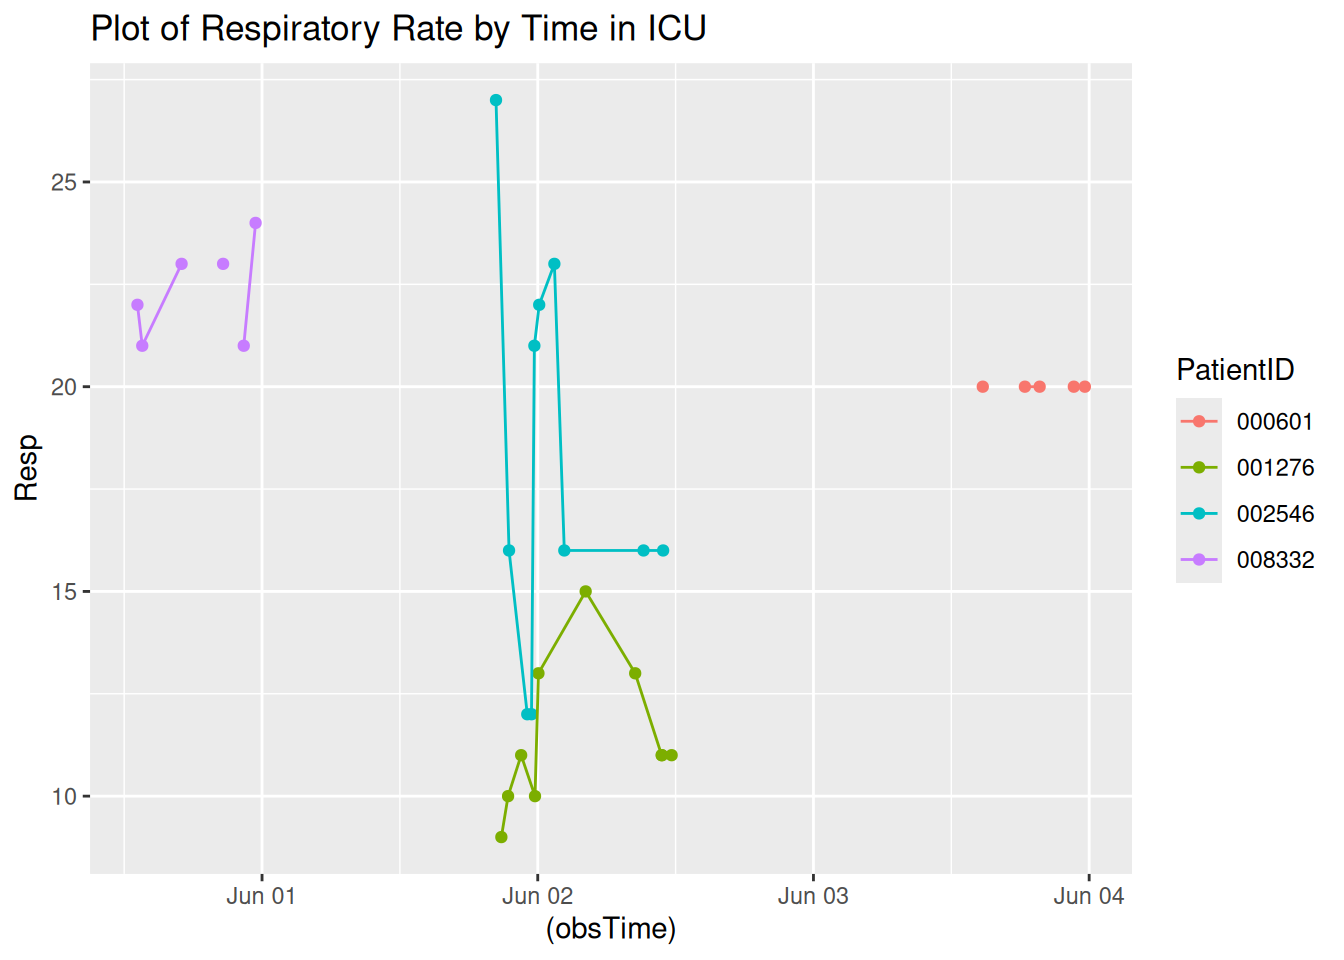 Plot of Respiratory Rate by Time in ICU
25
20
15
10
Resp
Jun 01
Jun 02
Jun 03
Jun 04
(obsTime)
PatientID
000601
001276
002546
008332